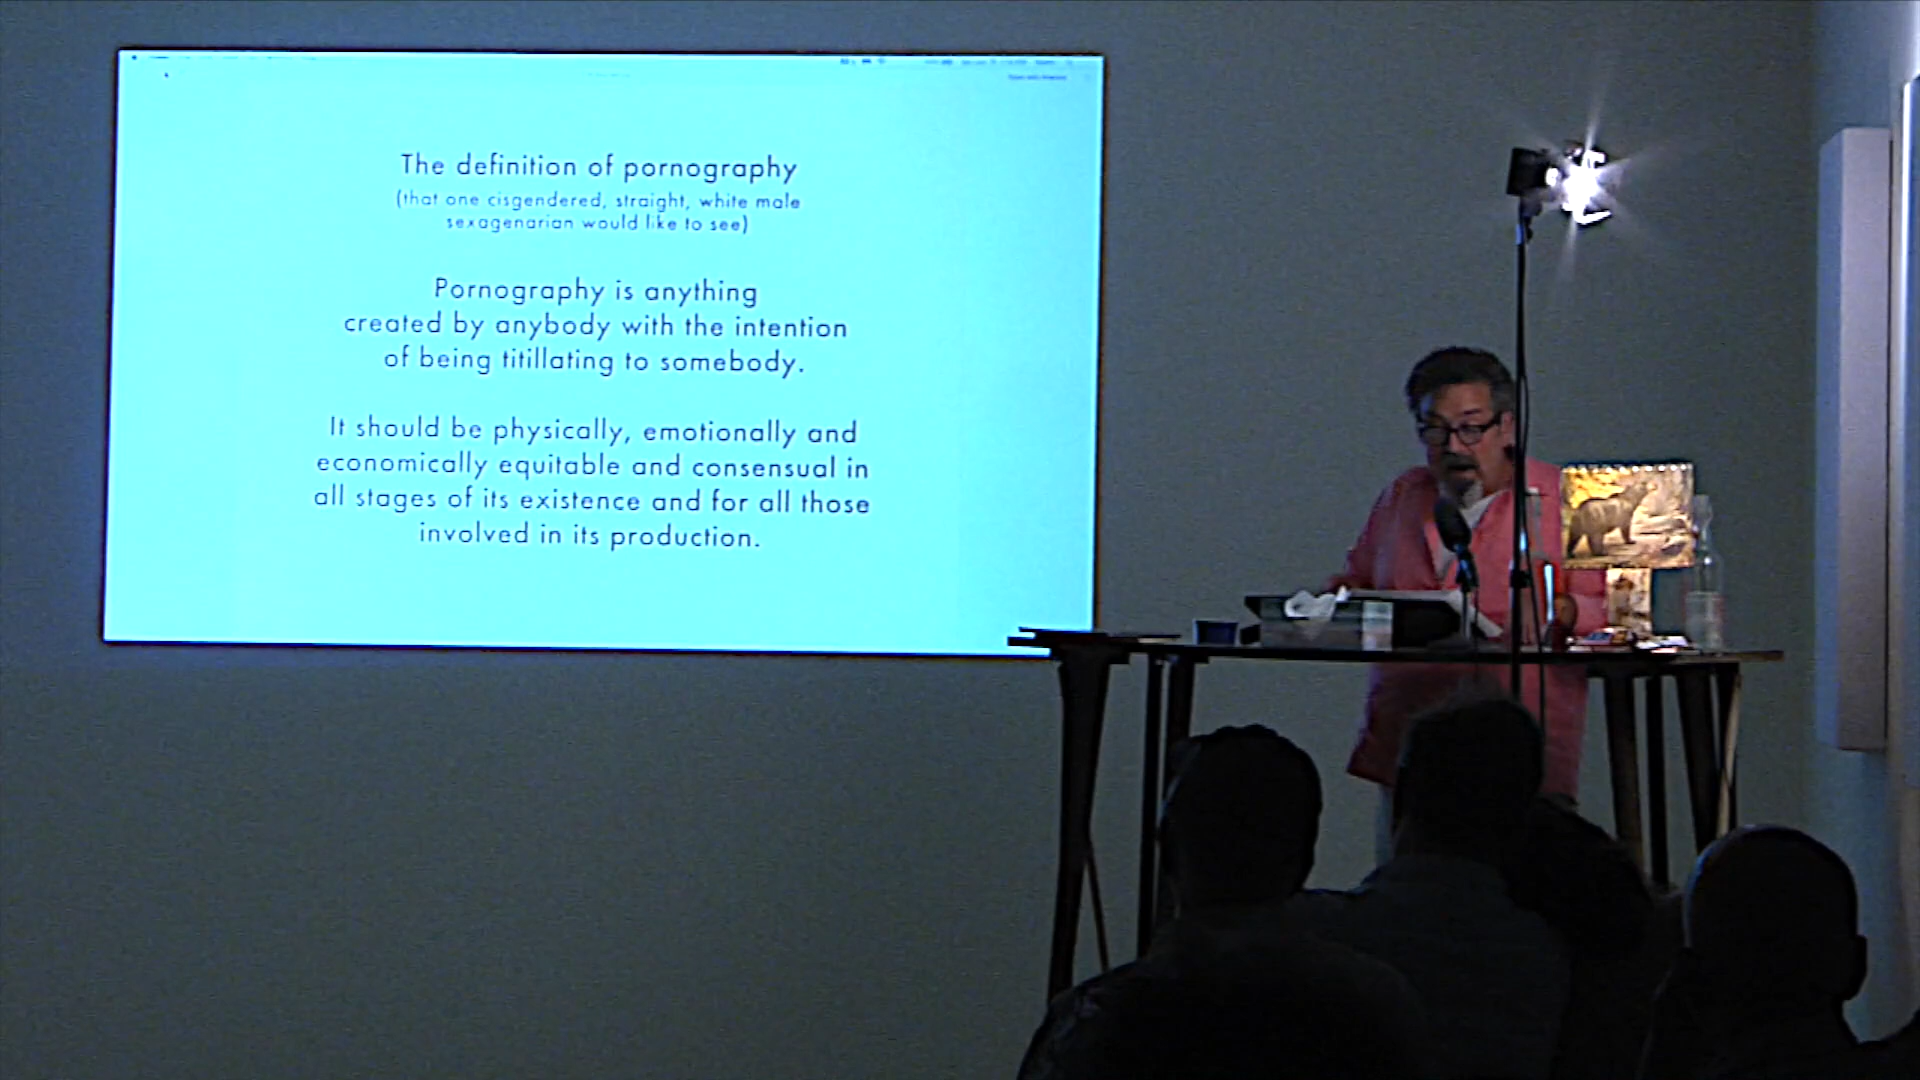 The definition of pornography
(that one cisgendered, straight, white male
sexagenarian would like to see)
Pornography is anything
created by anybody with the intention
of being titillating to somebody.
It should be physically, emotionally and
economically equitable and consensual in
all stages of its existence and for all those
involved in its production.